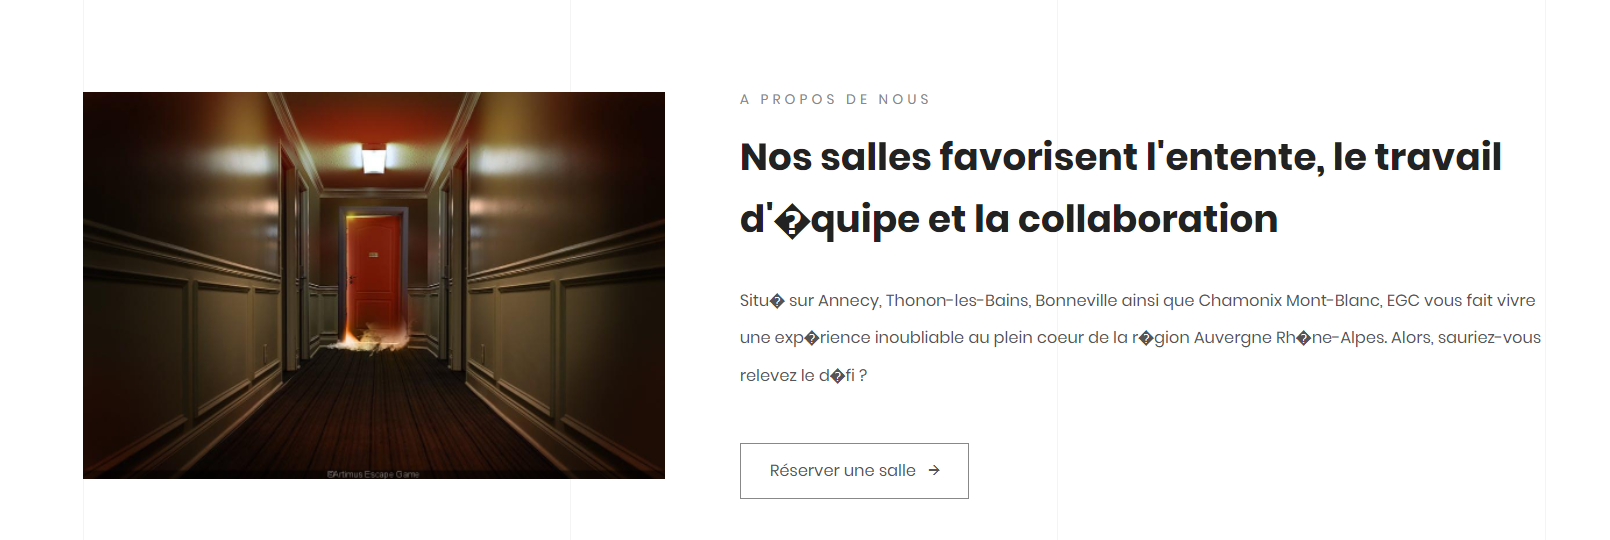 A PROPOS DE NOUS
Nos salles favorisent l'entente, le travail
d'�quipe et la collaboration
Situ� sur Annecy, Thonon-les-Bains, Bonneville ainsi que Chamonix Mont-Blanc, EGC vous fait vivre
une exp�rience inoubliable au plein coeur de la r�gion Auvergne Rh�ne-Alpes. Alors, sauriez-vous
relevez le d�fi ?
Réserver une salle →
©Artimus Escape Game